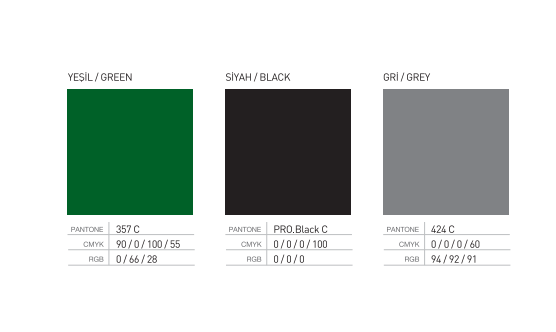 YEŞİL / GREEN
PANTONE 357 C
CMYK 90 / 0 / 100 / 55
RGB 0 / 66 / 28
SİYAH / BLACK
PANTONE PRO.Black C
CMYK 0 / 0 / 0 / 100
RGB 0 / 0 / 0
GRİ / GREY
PANTONE 424 C
CMYK 0 / 0 / 0 / 60
RGB 94 / 92 / 91